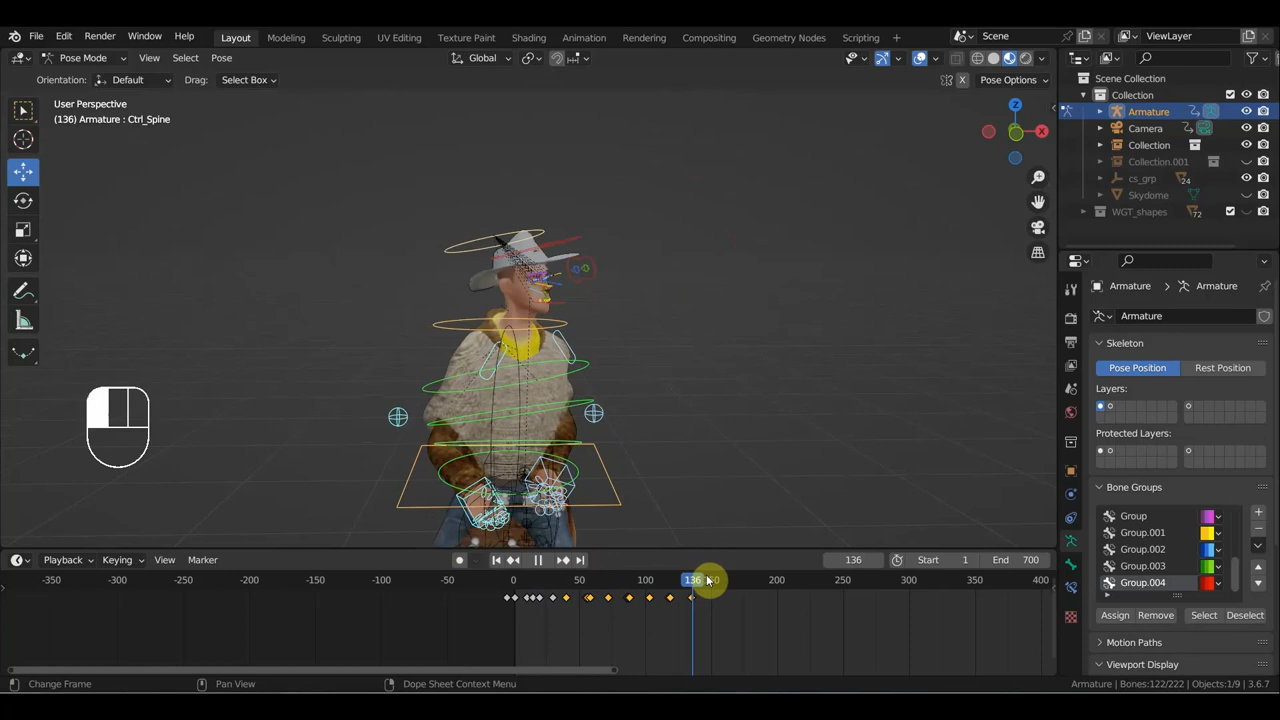 File Edit Render Window Help Layout Modeling Sculpting UV Editing Texture Paint Shading Animation Rendering Compositing Geometry Nodes Scripting Scene ViewLayer
Pose Mode View Select Pose Global
Orientation: Default Drag: Select Box X Pose Options
User Perspective
(136) Armature : Ctrl_Spine
Z
X
Scene Collection
Collection
Armature
Camera
Collection
Collection.001
cs_grp 24
Skydome
WGT_shapes 72
Armature Armature
Armature
Skeleton
Pose Position Rest Position
Layers:
Protected Layers:
Bone Groups
Group
Group.001
Group.002
Group.003
Group.004
Assign Remove Select Deselect
Motion Paths
Viewport Display
Playback Keying View Marker 136 Start 1 End 700
-350 -300 -250 -200 -150 -100 -50 0 50 100 136 200 250 300 350 400
Change Frame Pan View Dope Sheet Context Menu Armature | Bones:122/222 | Objects:1/9 | 3.6.7